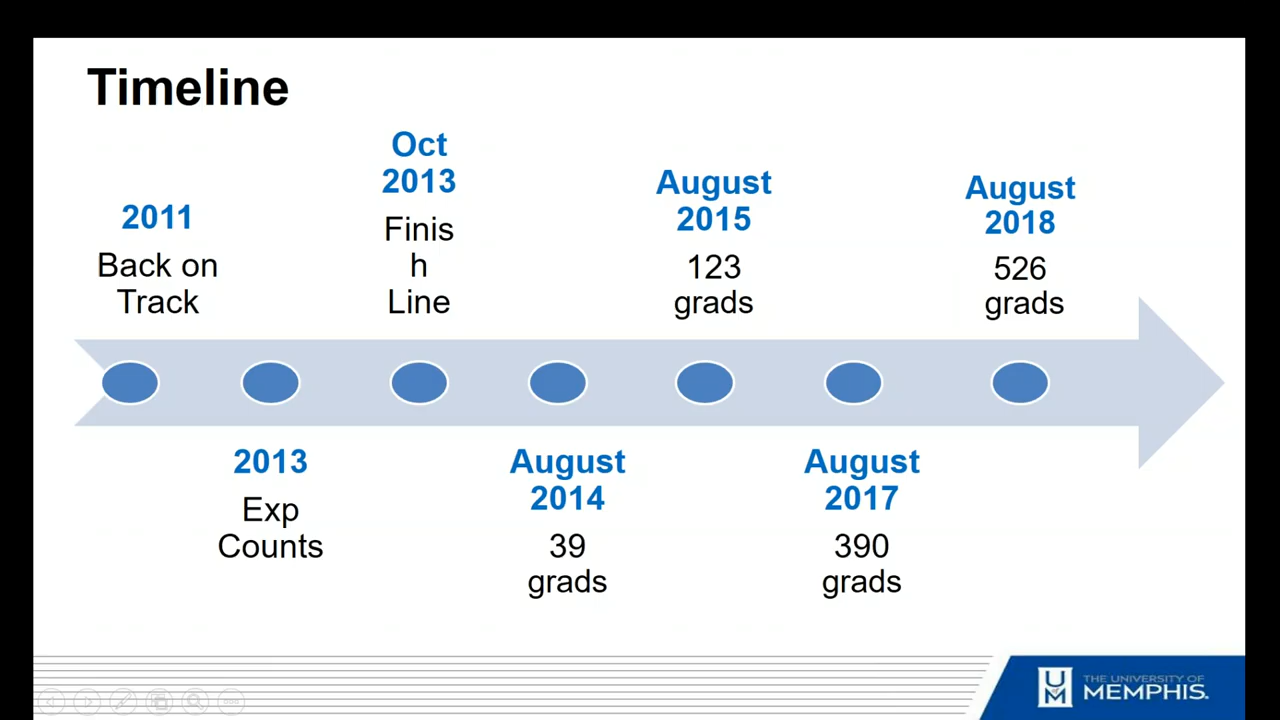 Timeline
2011
Back on
Track
2013
Exp
Counts
Oct
2013
Finis
h
Line
August
2014
39
grads
August
2015
123
grads
August
2017
390
grads
August
2018
526
grads
UM
THE UNIVERSITY OF
MEMPHIS.